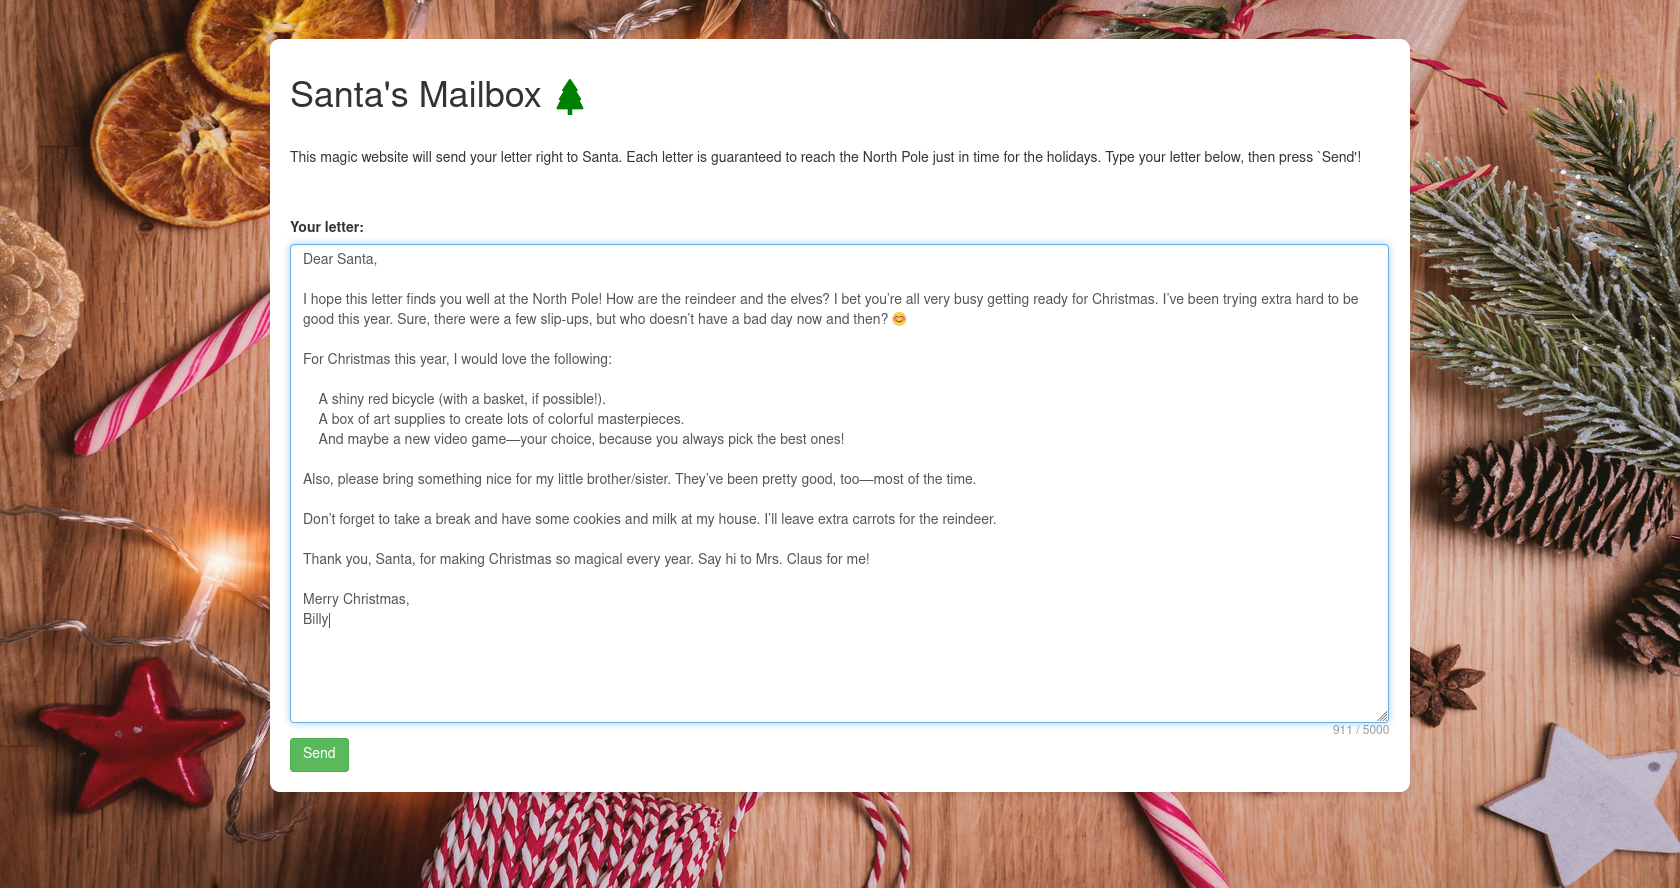 Santa's Mailbox
This magic website will send your letter right to Santa. Each letter is guaranteed to reach the North Pole just in time for the holidays. Type your letter below, then press `Send'!
Your letter:
Dear Santa,
I hope this letter finds you well at the North Pole! How are the reindeer and the elves? I bet you’re all very busy getting ready for Christmas. I’ve been trying extra hard to be
good this year. Sure, there were a few slip-ups, but who doesn’t have a bad day now and then? 😊
For Christmas this year, I would love the following:
A shiny red bicycle (with a basket, if possible!).
A box of art supplies to create lots of colorful masterpieces.
And maybe a new video game—your choice, because you always pick the best ones!
Also, please bring something nice for my little brother/sister. They’ve been pretty good, too—most of the time.
Don’t forget to take a break and have some cookies and milk at my house. I’ll leave extra carrots for the reindeer.
Thank you, Santa, for making Christmas so magical every year. Say hi to Mrs. Claus for me!
Merry Christmas,
Billy
911 / 5000
Send